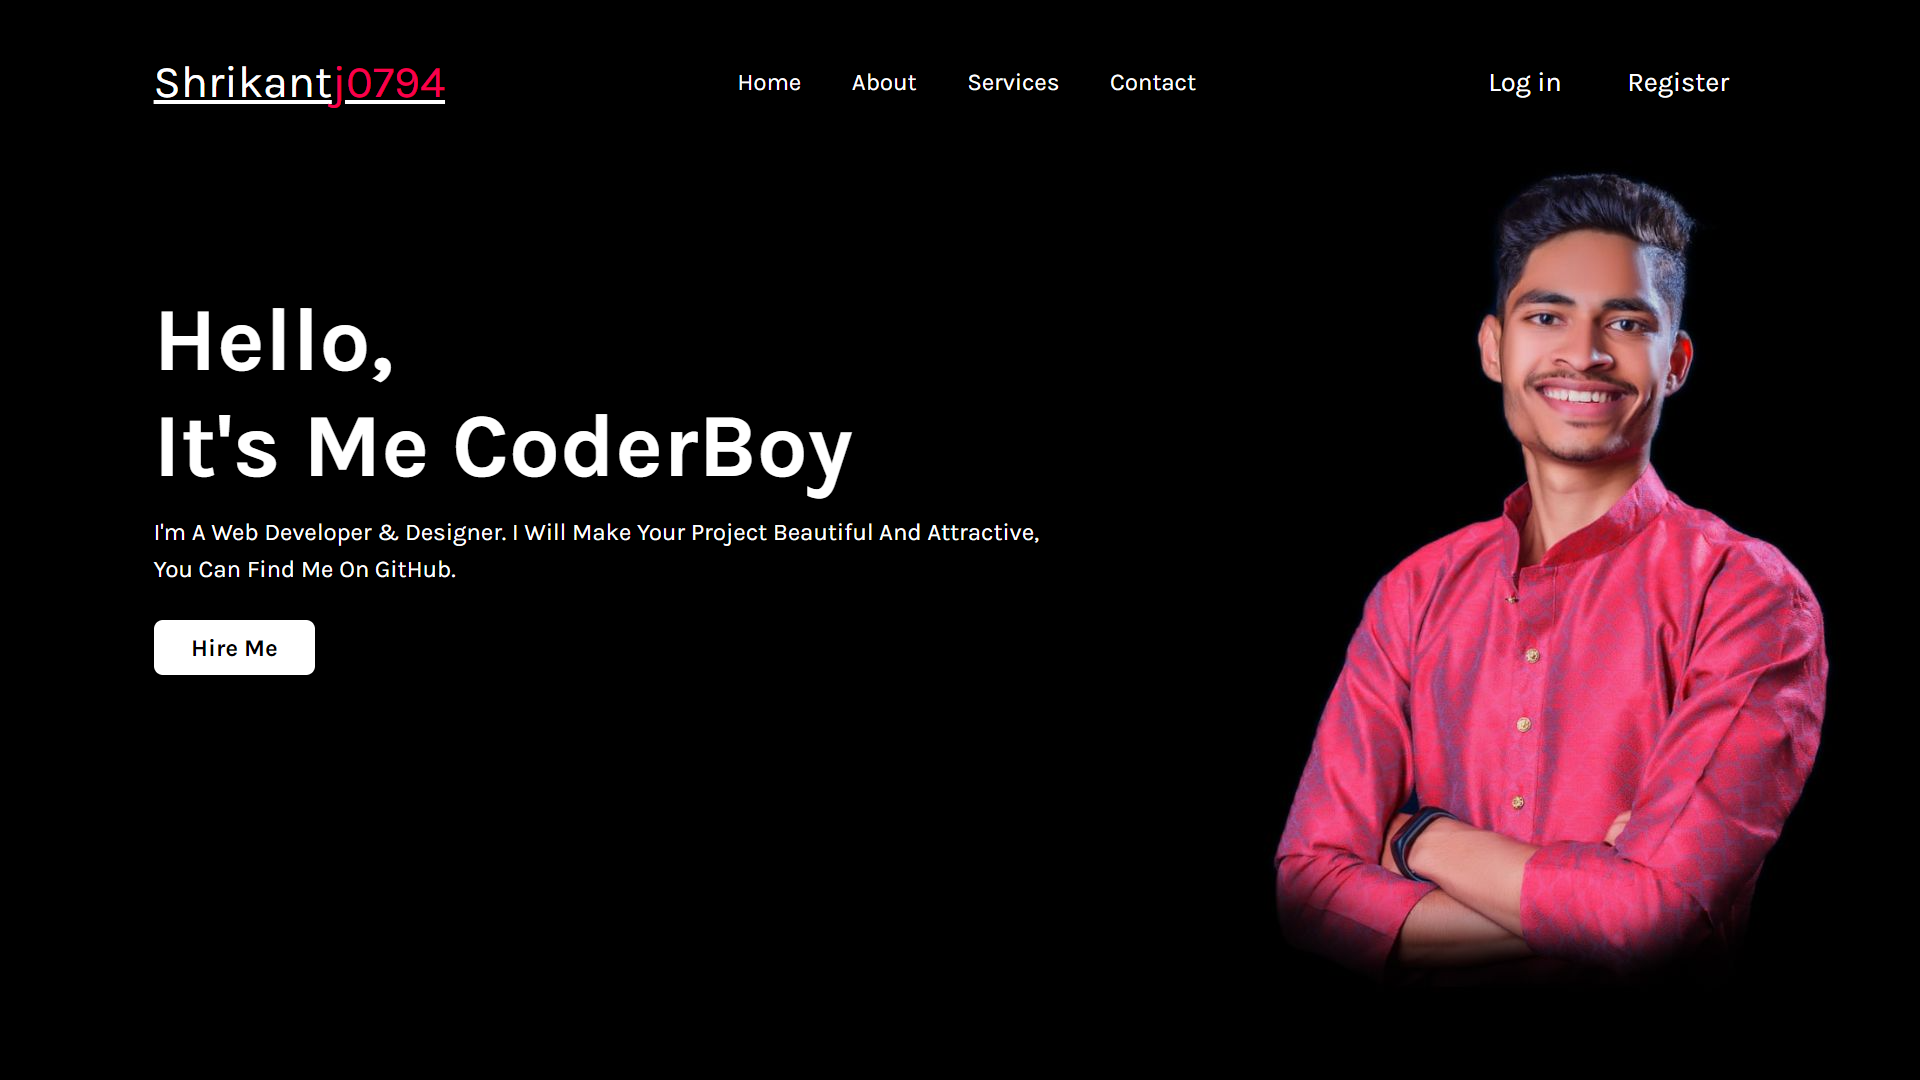 Shrikantj0794
Home About Services Contact
Log in Register
Hello,
It's Me CoderBoy
I'm A Web Developer & Designer. I Will Make Your Project Beautiful And Attractive,
You Can Find Me On GitHub.
Hire Me